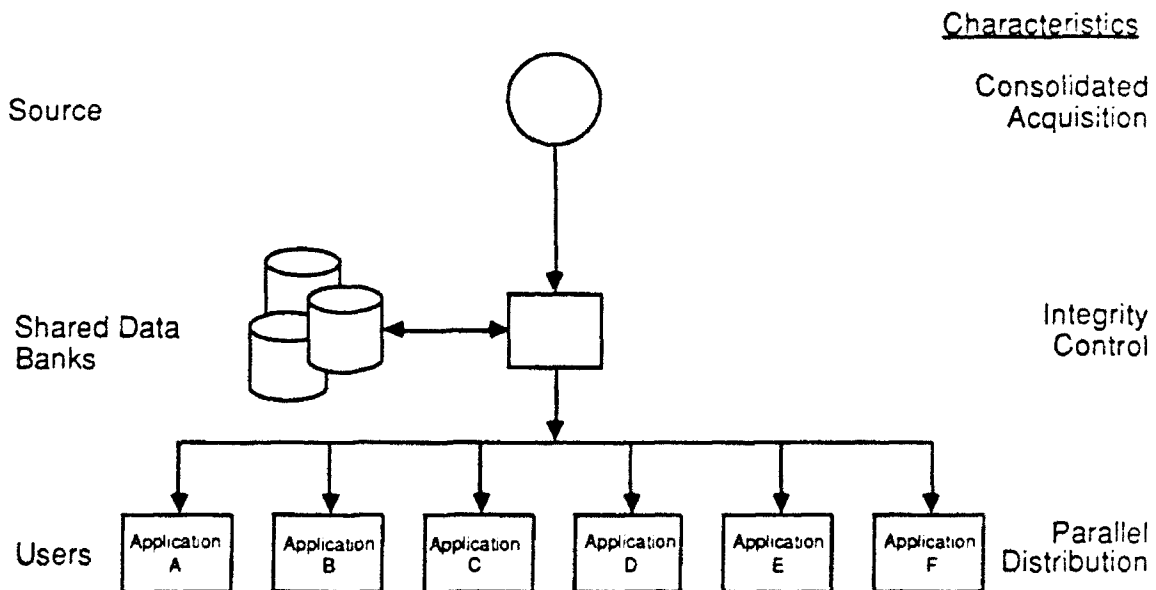 Characteristics
Source
Consolidated
Acquisition
Shared Data
Banks
Integrity
Control
Users
Application
A
Application
B
Application
C
Application
D
Application
E
Application
F
Parallel
Distribution